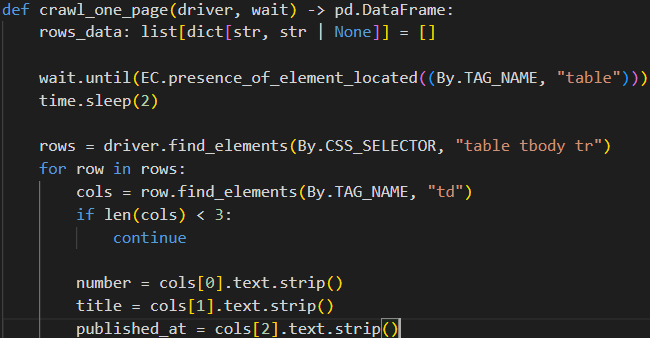 def crawl_one_page(driver, wait) -> pd.DataFrame:
    rows_data: list[dict[str, str | None]] = []

    wait.until(EC.presence_of_element_located((By.TAG_NAME, "table")))
    time.sleep(2)

    rows = driver.find_elements(By.CSS_SELECTOR, "table tbody tr")
    for row in rows:
        cols = row.find_elements(By.TAG_NAME, "td")
        if len(cols) < 3:
            continue

        number = cols[0].text.strip()
        title = cols[1].text.strip()
        published_at = cols[2].text.strip()